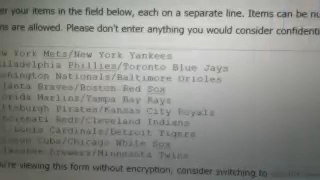 er your items in the field below, each on a separate line. Items can be nu
ns are allowed. Please don't enter anything you would consider confidenti
w York Mets/New York Yankees
iladelphia Phillies/Toronto Blue Jays
shington Nationals/Baltimore Orioles
lanta Braves/Boston Red Sox
orida Marlins/Tampa Bay Rays
ttsburgh Pirates/Kansas City Royals
ncinnati Reds/Cleveland Indians
. Louis Cardinals/Detroit Tigers
icago Cubs/Chicago White Sox
lwaukee Brewers/Minnesota Twins
u're viewing this form without encryption, consider switching to